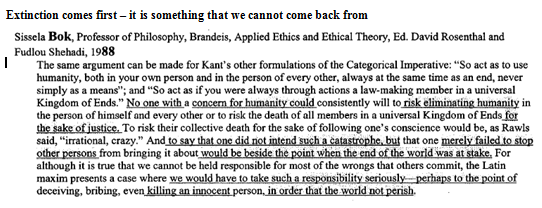 Extinction comes first – it is something that we cannot come back from
Sissela Bok, Professor of Philosophy, Brandeis, Applied Ethics and Ethical Theory, Ed. David Rosenthal and
Fudlou Shehadi, 1988
The same argument can be made for Kant's other formulations of the Categorical Imperative: "So act as to use
humanity, both in your own person and in the person of every other, always at the same time as an end, never
simply as a means"; and "So act as if you were always through actions a law-making member in a universal
Kingdom of Ends." No one with a concern for humanity could consistently will to risk eliminating humanity in
the person of himself and every other or to risk the death of all members in a universal Kingdom of Ends for
the sake of justice. To risk their collective death for the sake of following one's conscience would be, as Rawls
said, "irrational, crazy." And to say that one did not intend such a catastrophe, but that one merely failed to stop
other persons from bringing it about would be beside the point when the end of the world was at stake. For
although it is true that we cannot be held responsible for most of the wrongs that others commit, the Latin
maxim presents a case where we would have to take such a responsibility seriously—perhaps to the point of
deceiving, bribing, even killing an innocent person, in order that the world not perish.